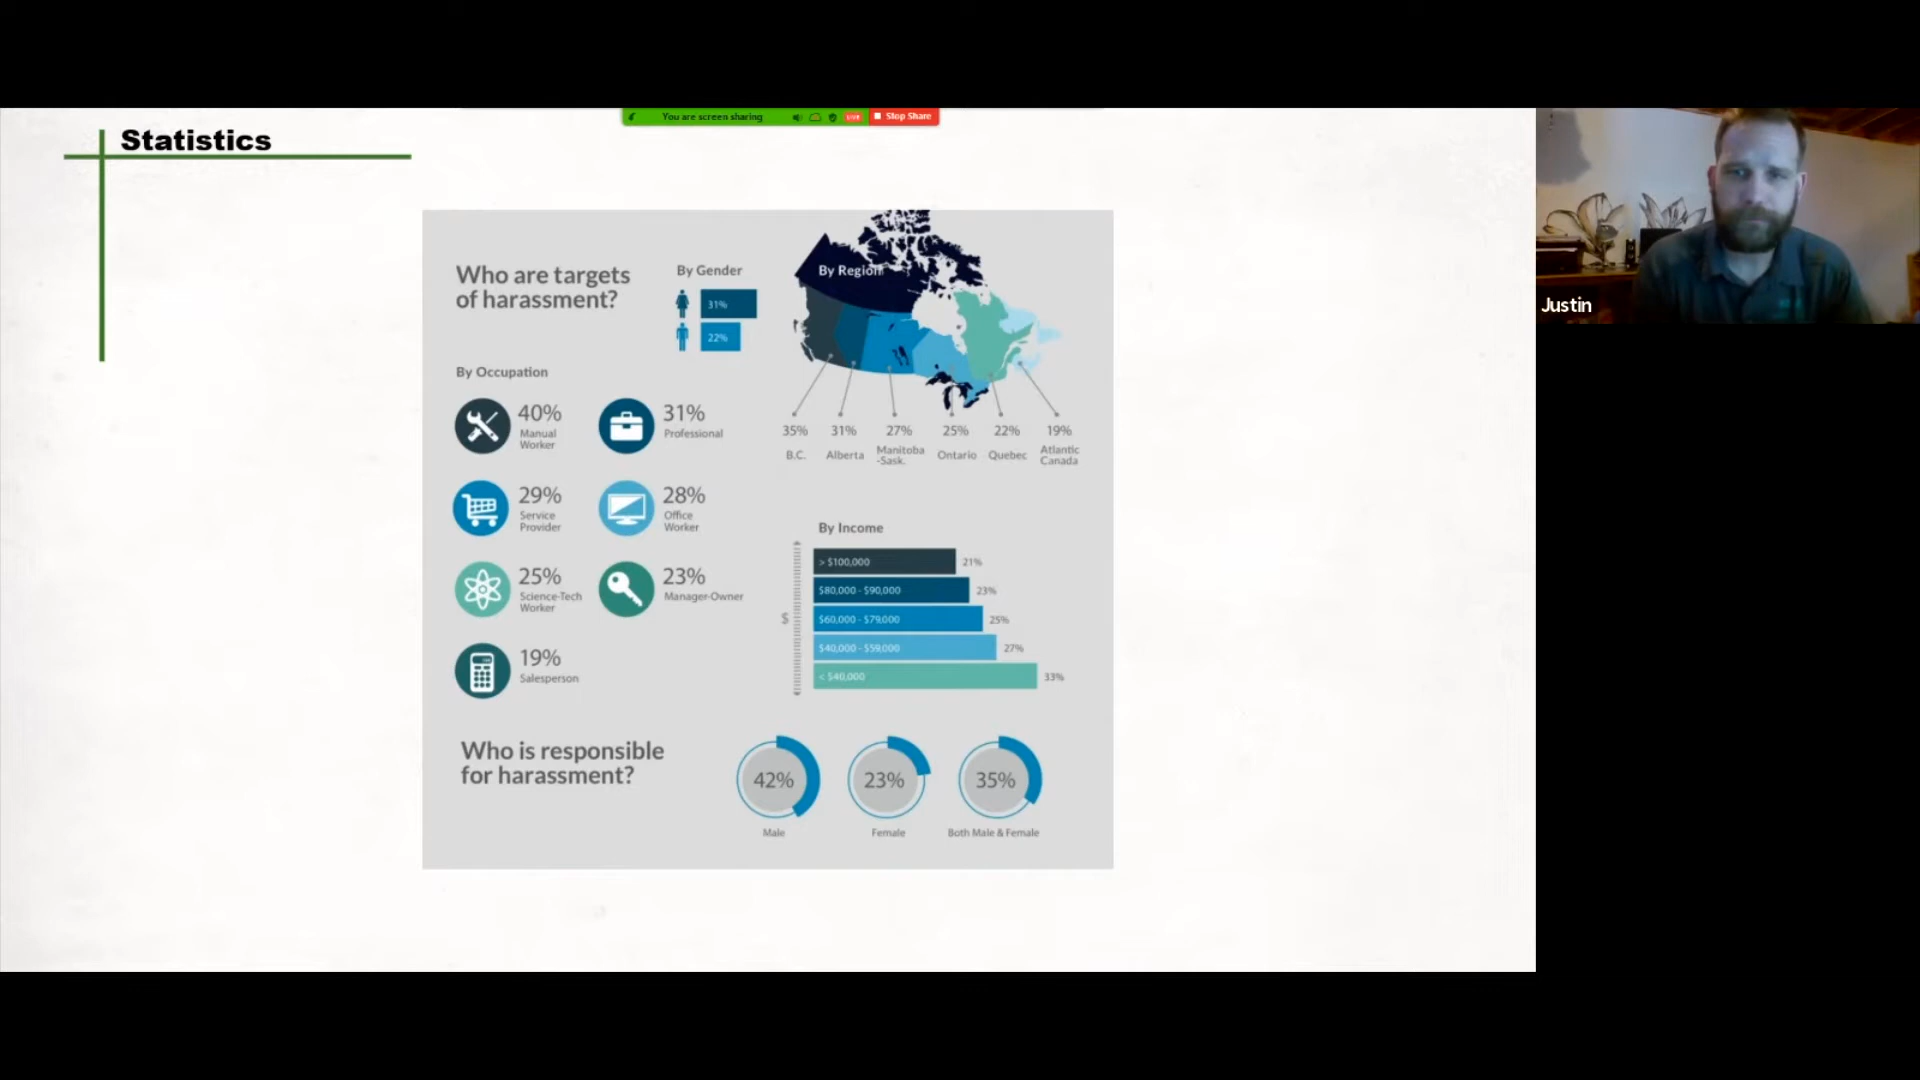 You are screen sharing
LIVE
Stop Share
Statistics
Justin
Who are targets
of harassment?
By Gender
31%
22%
By Region
35%
31%
27%
25%
22%
19%
B.C.
Alberta
Manitoba
-Sask.
Ontario
Quebec
Atlantic
Canada
By Occupation
40%
Manual
Worker
31%
Professional
29%
Service
Provider
28%
Office
Worker
25%
Science-Tech
Worker
23%
Manager-Owner
19%
Salesperson
By Income
$
> $100,000
21%
$80,000 - $90,000
23%
$60,000 - $79,000
25%
$40,000 - $59,000
27%
< $40,000
33%
Who is responsible
for harassment?
42%
Male
23%
Female
35%
Both Male & Female